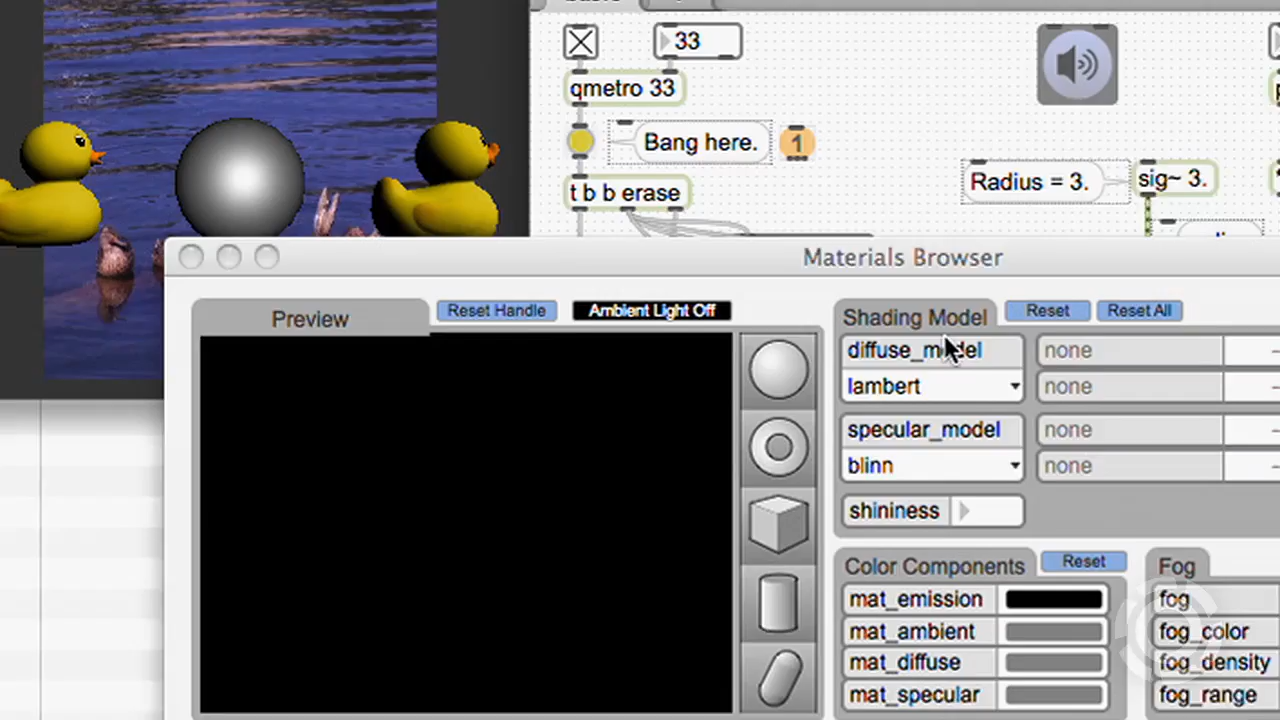 33
qmetro 33
Bang here.
1
t b b erase
Radius = 3.
sig~ 3.
Materials Browser
Preview
Reset Handle
Ambient Light Off
Shading Model
Reset
Reset All
diffuse_model
none
lambert
none
specular_model
none
blinn
none
shininess
Color Components
Reset
Fog
mat_emission
fog
mat_ambient
fog_color
mat_diffuse
fog_density
mat_specular
fog_range